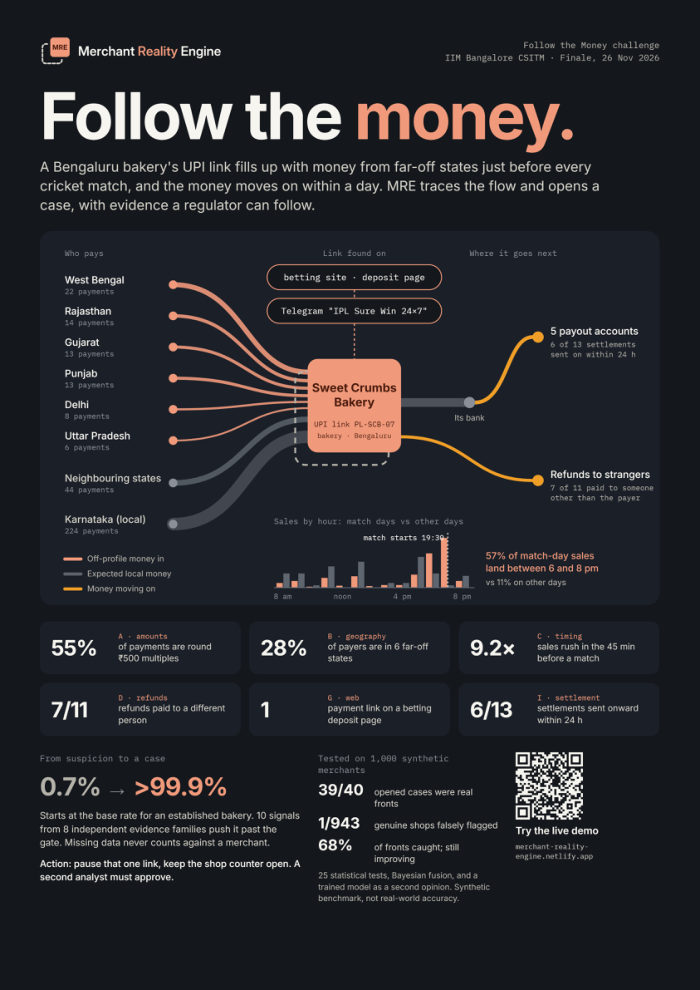 MRE
Merchant Reality Engine
Follow the Money challenge
IIM Bangalore CSITM · Finale, 26 Nov 2026
Follow the money.
A Bengaluru bakery's UPI link fills up with money from far-off states just before every
cricket match, and the money moves on within a day. MRE traces the flow and opens a
case, with evidence a regulator can follow.
Who pays
Link found on
Where it goes next
West Bengal
22 payments
Rajasthan
14 payments
Gujarat
13 payments
Punjab
13 payments
Delhi
8 payments
Uttar Pradesh
6 payments
Neighbouring states
44 payments
Karnataka (local)
224 payments
betting site · deposit page
Telegram "IPL Sure Win 24×7"
Sweet Crumbs
Bakery
UPI link PL-SCB-07
bakery · Bengaluru
Its bank
5 payout accounts
6 of 13 settlements
sent on within 24 h
Refunds to strangers
7 of 11 paid to someone
other than the payer
Off-profile money in
Expected local money
Money moving on
Sales by hour: match days vs other days
match starts 19:30
8 am
noon
4 pm
8 pm
57% of match-day sales
land between 6 and 8 pm
vs 11% on other days
55%
A · amounts
of payments are round
₹500 multiples
28%
B · geography
of payers are in 6 far-off
states
9.2×
C · timing
sales rush in the 45 min
before a match
7/11
D · refunds
refunds paid to a different
person
1
G · web
payment link on a betting
deposit page
6/13
I · settlement
settlements sent onward
within 24 h
From suspicion to a case
0.7% → >99.9%
Starts at the base rate for an established bakery. 10 signals
from 8 independent evidence families push it past the
gate. Missing data never counts against a merchant.
Action: pause that one link, keep the shop counter open. A
second analyst must approve.
Tested on 1,000 synthetic
merchants
39/40
opened cases were real
fronts
1/943
genuine shops falsely flagged
68%
of fronts caught; still
improving
25 statistical tests, Bayesian fusion, and a
trained model as a second opinion. Synthetic
benchmark, not real-world accuracy.
Try the live demo
merchant-reality-
engine.netlify.app